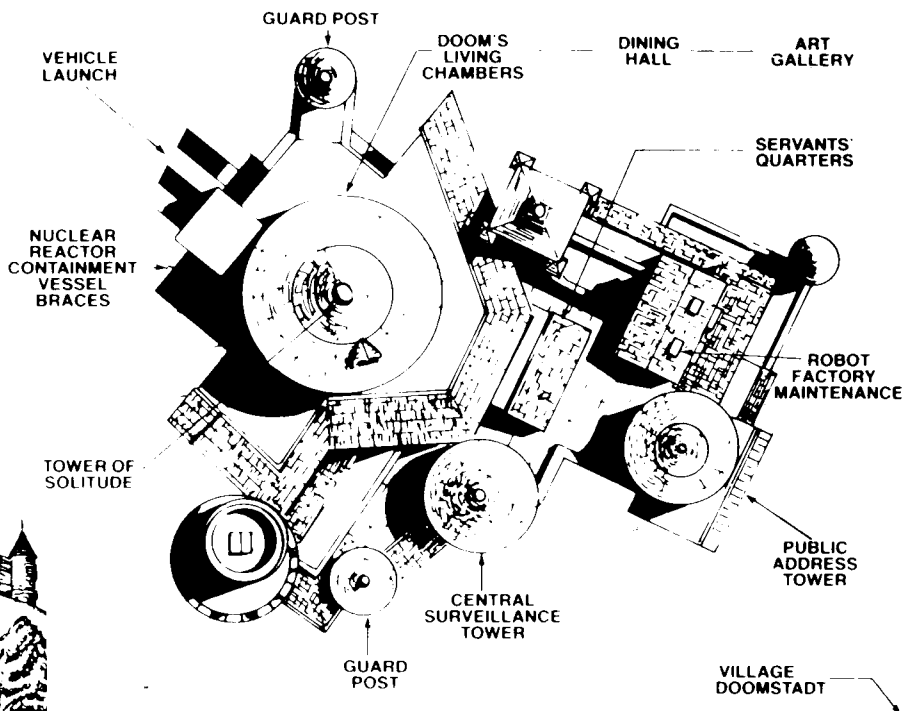 GUARD POST
VEHICLE
LAUNCH
DOOM'S
LIVING
CHAMBERS
DINING
HALL
ART
GALLERY
SERVANTS'
QUARTERS
NUCLEAR
REACTOR
CONTAINMENT
VESSEL
BRACES
ROBOT
FACTORY
MAINTENANCE
TOWER OF
SOLITUDE
PUBLIC
ADDRESS
TOWER
CENTRAL
SURVEILLANCE
TOWER
GUARD
POST
VILLAGE
DOOMSTADT